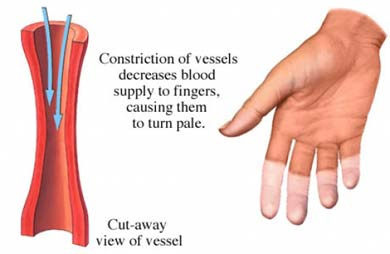 Constriction of vessels
decreases blood
supply to fingers,
causing them
to turn pale.
Cut-away
view of vessel